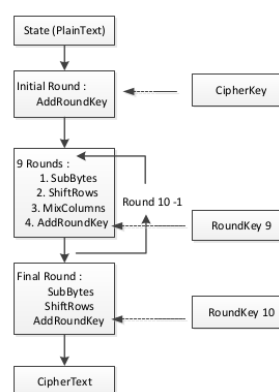 State (PlainText)
Initial Round :
AddRoundKey
CipherKey
9 Rounds :
1. SubBytes
2. ShiftRows
3. MixColumns
4. AddRoundKey
Round 10 -1
RoundKey 9
Final Round :
SubBytes
ShiftRows
AddRoundKey
RoundKey 10
CipherText